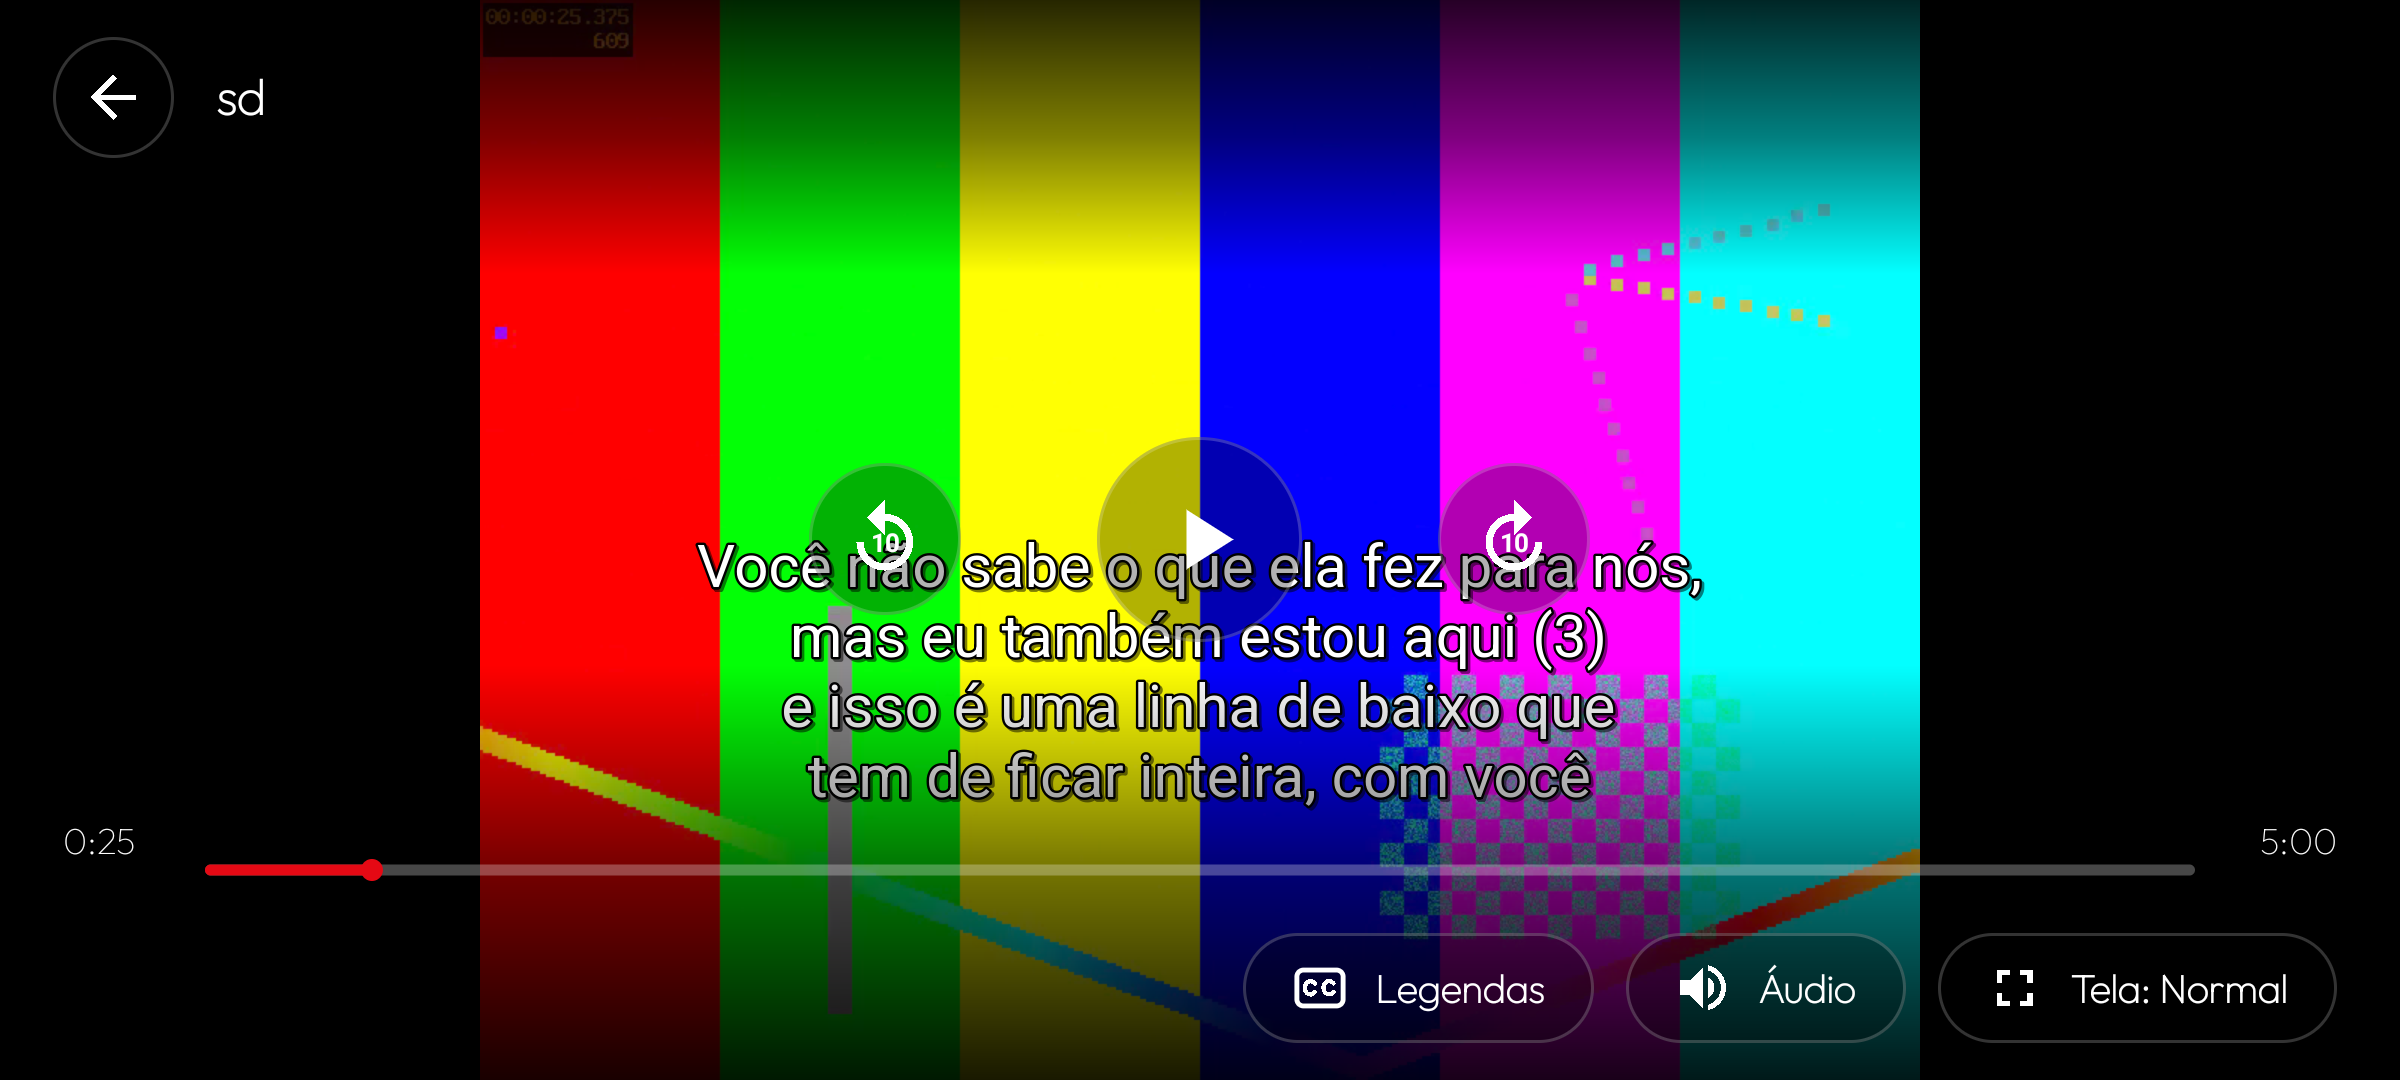 00:00:25.375
609
sd
10
10
Você não sabe o que ela fez para nós,
mas eu também estou aqui (3)
e isso é uma linha de baixo que
tem de ficar inteira, com você
0:25
5:00
CC Legendas
Áudio
Tela: Normal